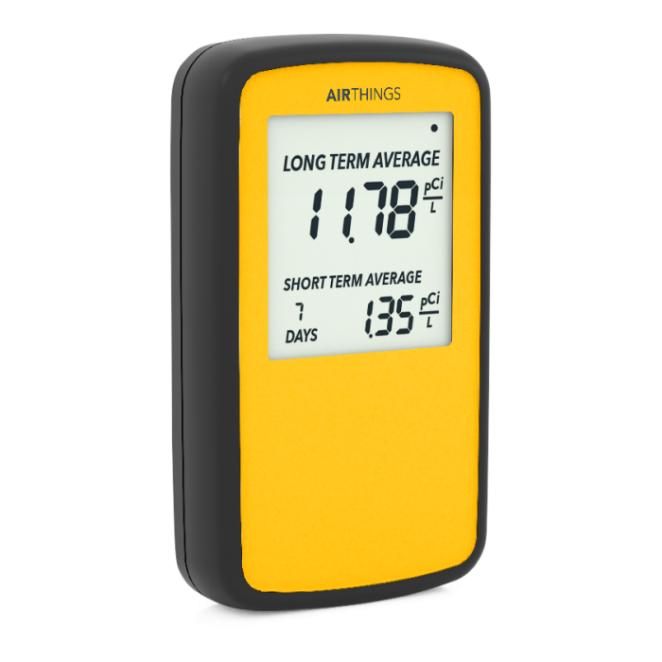 AIRTHINGS
LONG TERM AVERAGE
11.78 pCi/L
SHORT TERM AVERAGE
7 DAYS 1.35 pCi/L